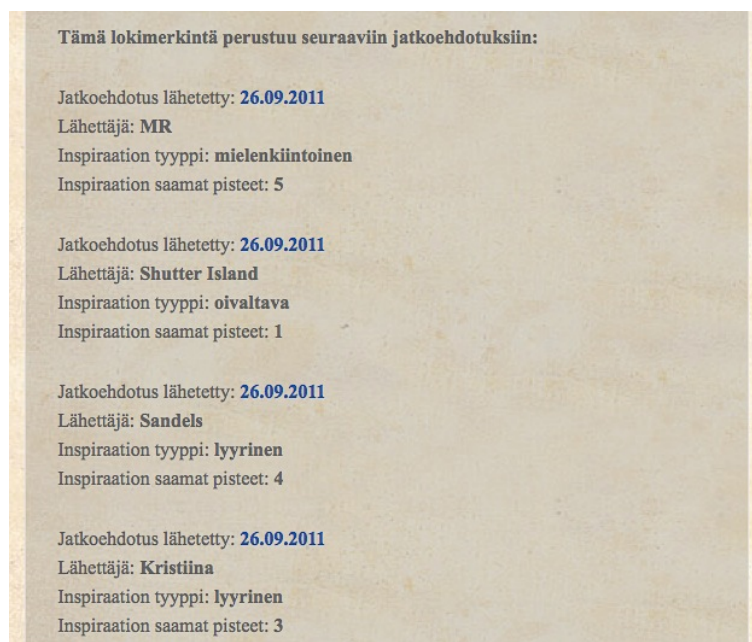 Tämä lokimerkintä perustuu seuraaviin jatkoehdotuksiin:
Jatkoehdotus lähetetty: 26.09.2011
Lähettäjä: MR
Inspiraation tyyppi: mielenkiintoinen
Inspiraation saamat pisteet: 5
Jatkoehdotus lähetetty: 26.09.2011
Lähettäjä: Shutter Island
Inspiraation tyyppi: oivaltava
Inspiraation saamat pisteet: 1
Jatkoehdotus lähetetty: 26.09.2011
Lähettäjä: Sandels
Inspiraation tyyppi: lyyrinen
Inspiraation saamat pisteet: 4
Jatkoehdotus lähetetty: 26.09.2011
Lähettäjä: Kristiina
Inspiraation tyyppi: lyyrinen
Inspiraation saamat pisteet: 3